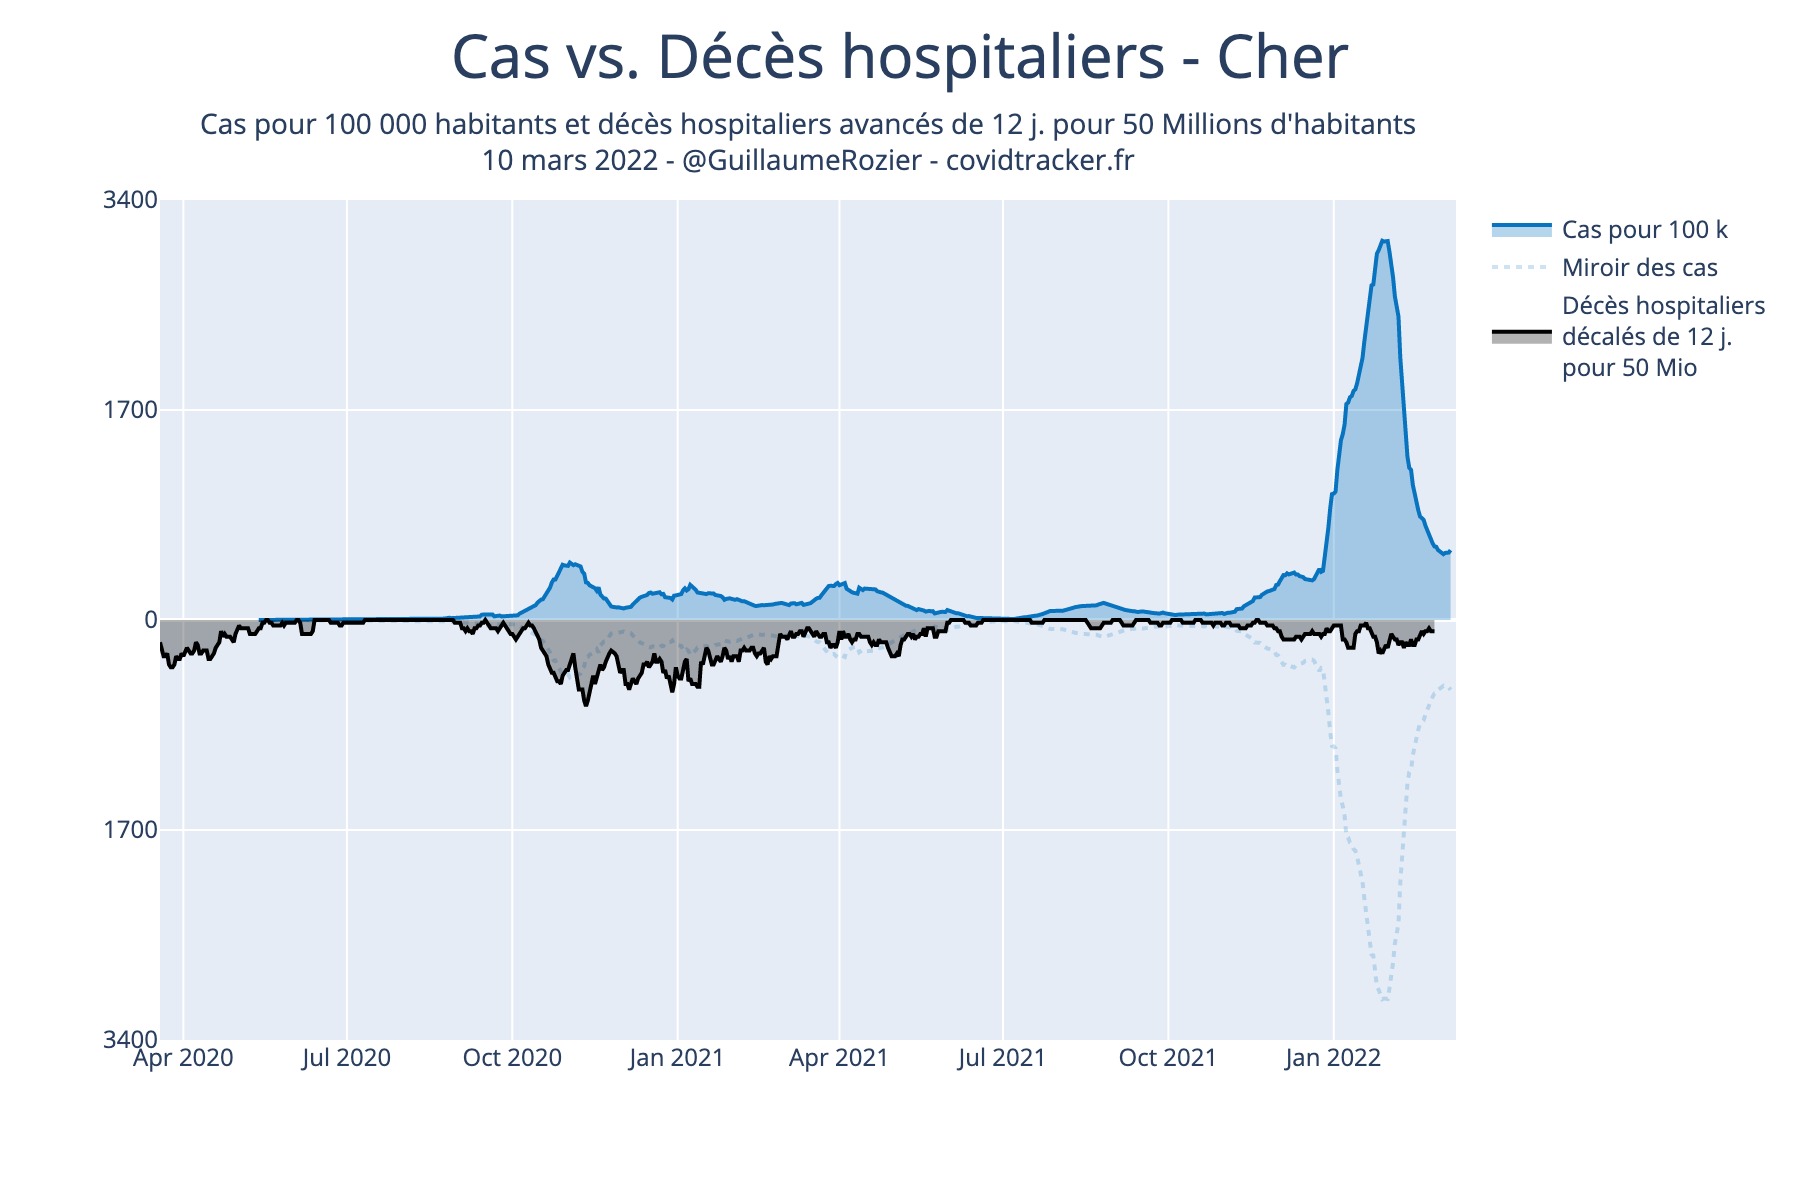 Cas vs. Décès hospitaliers - Cher
Cas pour 100 000 habitants et décès hospitaliers avancés de 12 j. pour 50 Millions d'habitants
10 mars 2022 - @GuillaumeRozier - covidtracker.fr
3400
1700
0
1700
3400
Apr 2020
Jul 2020
Oct 2020
Jan 2021
Apr 2021
Jul 2021
Oct 2021
Jan 2022
Cas pour 100 k
Miroir des cas
Décès hospitaliers
décalés de 12 j.
pour 50 Mio